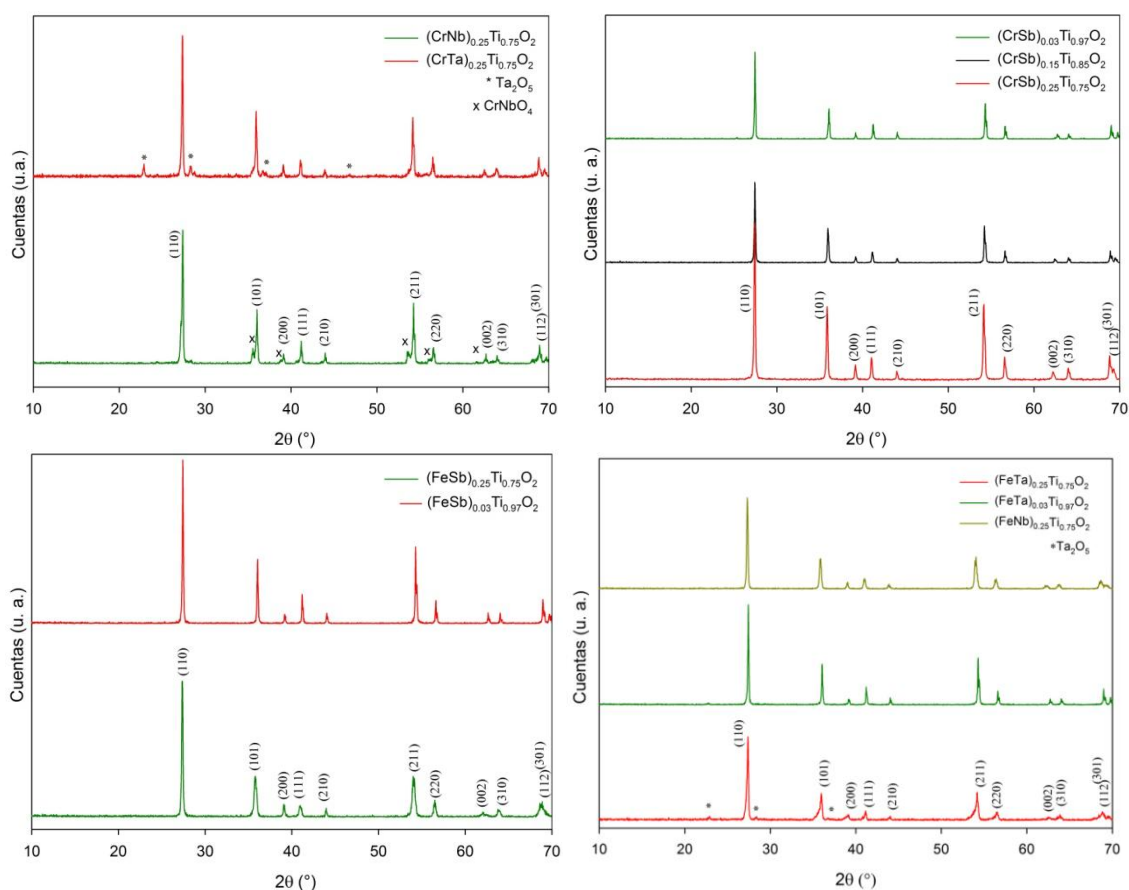 (CrNb)0.25Ti0.75O2
(CrTa)0.25Ti0.75O2
* Ta2O5
x CrNbO4
Cuentas (u.a.)
*
*
*
*
(110)
x
(101)
x
(200)
(111)
(210)
x
(211)
x
(220)
x
(002)
(310)
(112)
(301)
10 20 30 40 50 60 70
2θ (°)
(CrSb)0.03Ti0.97O2
(CrSb)0.15Ti0.85O2
(CrSb)0.25Ti0.75O2
Cuentas (u. a.)
(110)
(101)
(200)
(111)
(210)
(211)
(220)
(002)
(310)
(301)
(112)
10 20 30 40 50 60 70
2θ (°)
(FeSb)0.25Ti0.75O2
(FeSb)0.03Ti0.97O2
Cuentas (u. a.)
(110)
(101)
(200)
(111)
(210)
(211)
(220)
(002)
(310)
(112)
(301)
10 20 30 40 50 60 70
2θ (°)
(FeTa)0.25Ti0.75O2
(FeTa)0.03Ti0.97O2
(FeNb)0.25Ti0.75O2
*Ta2O5
Cuentas (u. a.)
*
(110)
*
(101)
*
(200)
(111)
(210)
(211)
(220)
(002)
(310)
(301)
(112)
10 20 30 40 50 60 70
2θ (°)